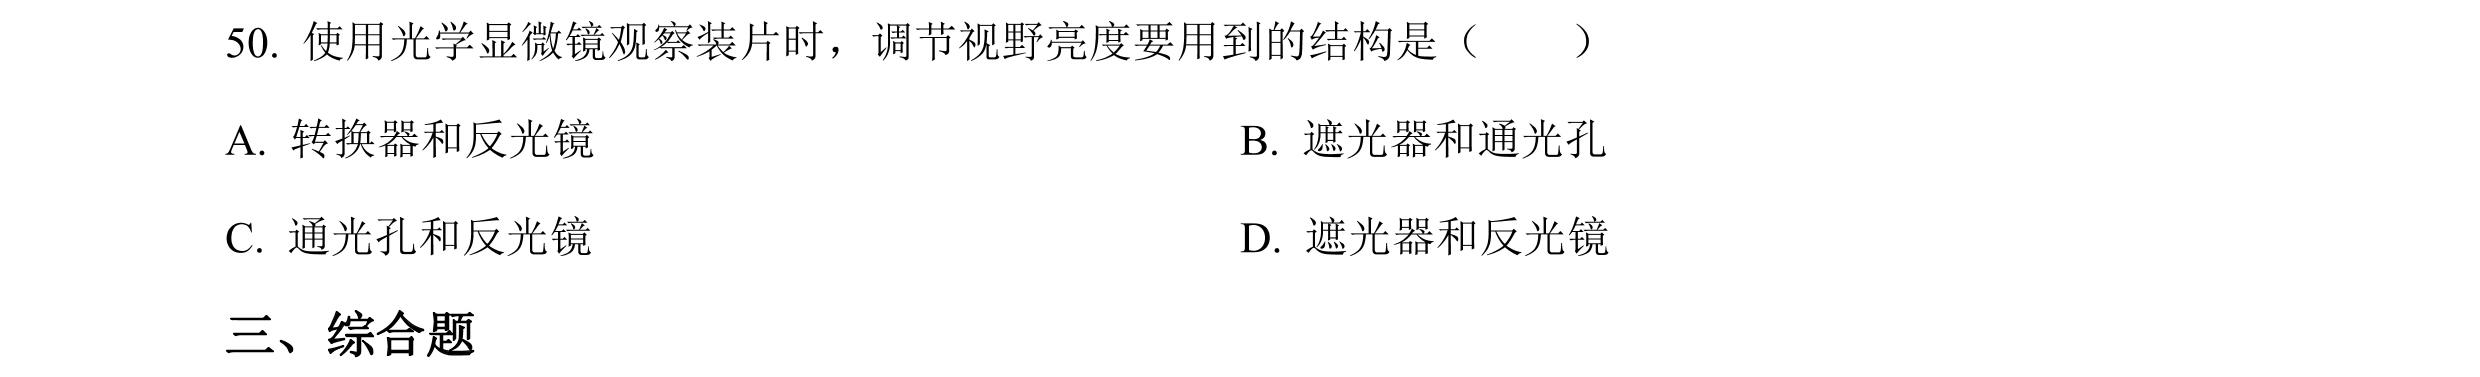 50. 使用光学显微镜观察装片时，调节视野亮度要用到的结构是（　　）
A. 转换器和反光镜 B. 遮光器和通光孔
C. 通光孔和反光镜 D. 遮光器和反光镜
三、综合题